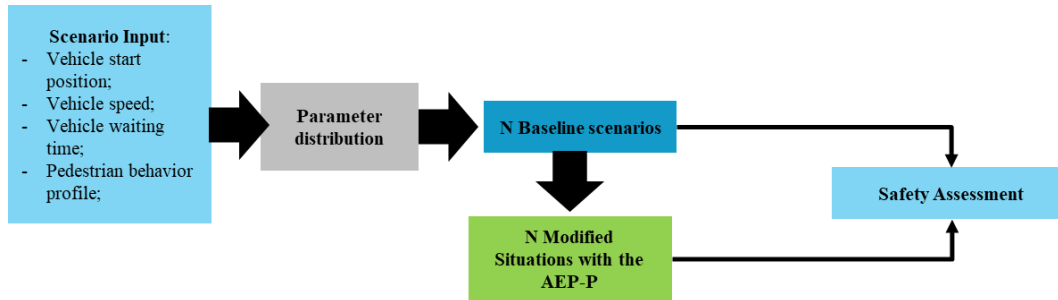 Scenario Input:
- Vehicle start
position;
- Vehicle speed;
- Vehicle waiting
time;
- Pedestrian behavior
profile;
Parameter
distribution
N Baseline scenarios
N Modified
Situations with the
AEP-P
Safety Assessment